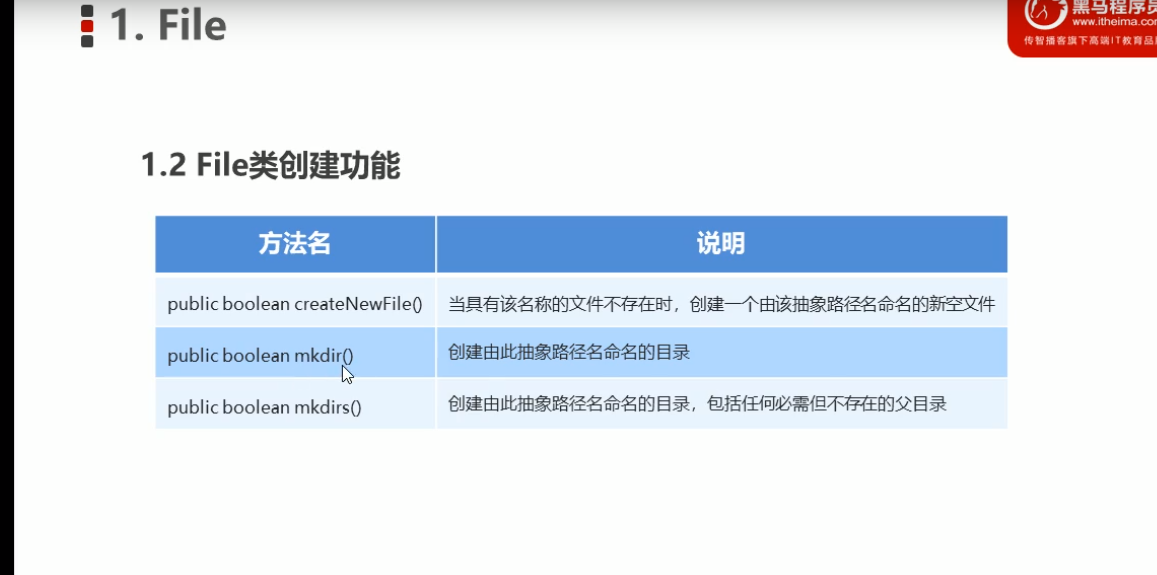 1. File
黑马程序员
www.itheima.com
传智播客旗下高端IT教育品
1.2 File类创建功能
方法名 说明
public boolean createNewFile() 当具有该名称的文件不存在时，创建一个由该抽象路径名命名的新空文件
public boolean mkdir() 创建由此抽象路径名命名的目录
public boolean mkdirs() 创建由此抽象路径名命名的目录，包括任何必需但不存在的父目录